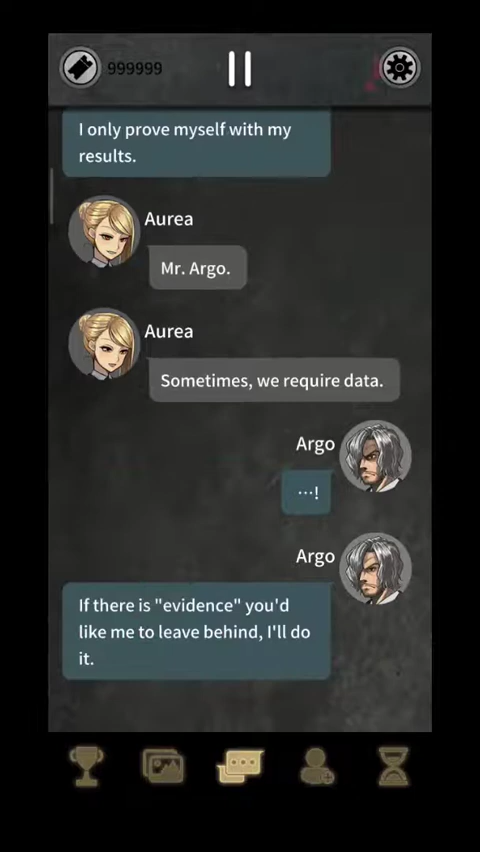 999999
I only prove myself with my
results.
Aurea
Mr. Argo.
Aurea
Sometimes, we require data.
Argo
…!
Argo
If there is "evidence" you'd
like me to leave behind, I'll do
it.